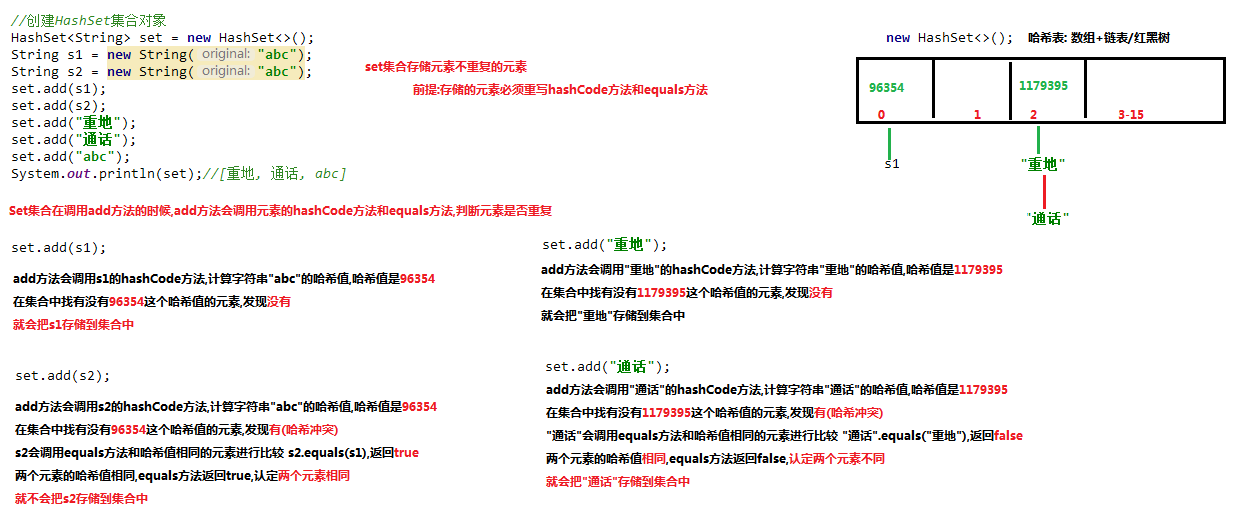 //创建HashSet集合对象
HashSet<String> set = new HashSet<>();
String s1 = new String( original: "abc");
String s2 = new String( original: "abc");
set.add(s1);
set.add(s2);
set.add("重地");
set.add("通话");
set.add("abc");
System.out.println(set);//[重地, 通话, abc]
set集合存储元素不重复的元素
前提:存储的元素必须重写hashCode方法和equals方法
new HashSet<>(); 哈希表: 数组+链表/红黑树
96354 1179395
0 1 2 3-15
s1 "重地"
"通话"
Set集合在调用add方法的时候,add方法会调用元素的hashCode方法和equals方法,判断元素是否重复
set.add(s1);
add方法会调用s1的hashCode方法,计算字符串"abc"的哈希值,哈希值是96354
在集合中找有没有96354这个哈希值的元素,发现没有
就会把s1存储到集合中
set.add(s2);
add方法会调用s2的hashCode方法,计算字符串"abc"的哈希值,哈希值是96354
在集合中找有没有96354这个哈希值的元素,发现有(哈希冲突)
s2会调用equals方法和哈希值相同的元素进行比较 s2.equals(s1),返回true
两个元素的哈希值相同,equals方法返回true,认定两个元素相同
就不会把s2存储到集合中
set.add("重地");
add方法会调用"重地"的hashCode方法,计算字符串"重地"的哈希值,哈希值是1179395
在集合中找有没有1179395这个哈希值的元素,发现没有
就会把"重地"存储到集合中
set.add("通话");
add方法会调用"通话"的hashCode方法,计算字符串"通话"的哈希值,哈希值是1179395
在集合中找有没有1179395这个哈希值的元素,发现有(哈希冲突)
"通话"会调用equals方法和哈希值相同的元素进行比较 "通话".equals("重地"),返回false
两个元素的哈希值相同,equals方法返回false,认定两个元素不同
就会把"通话"存储到集合中